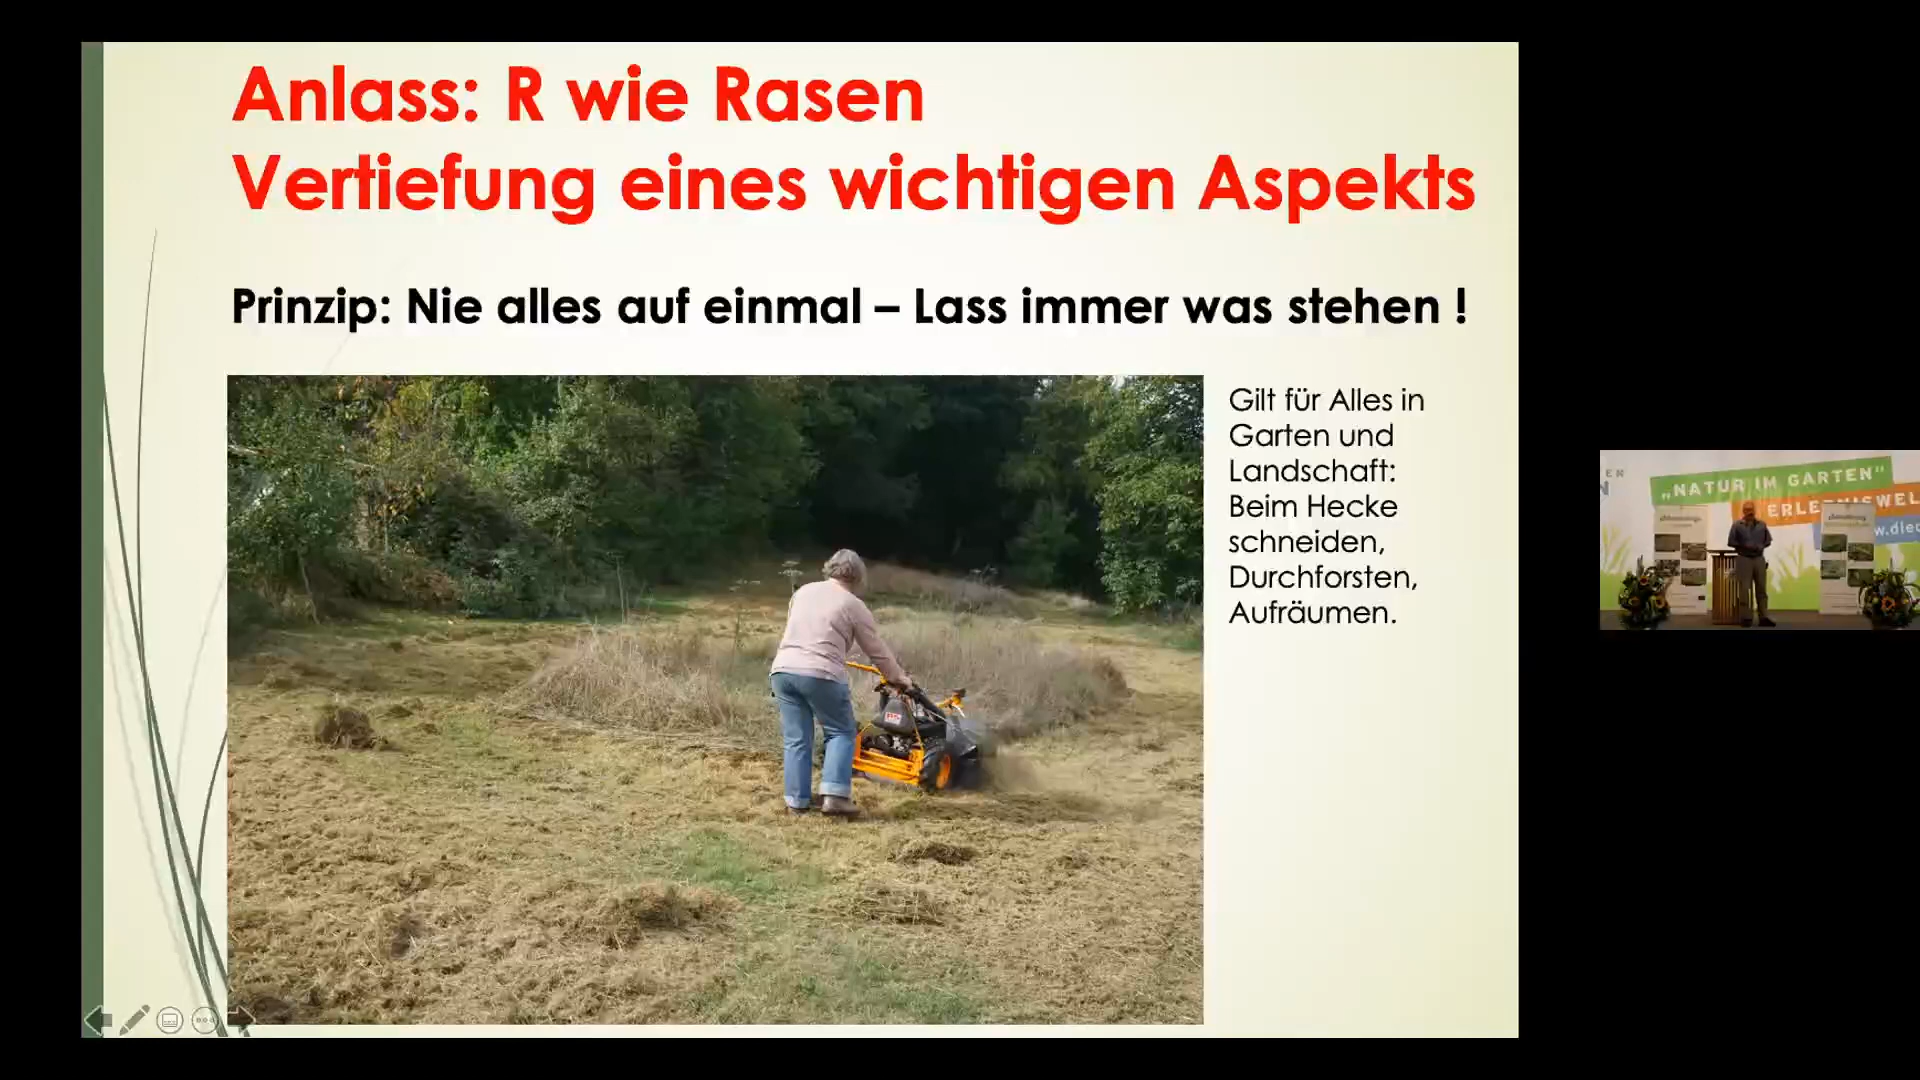 Anlass: R wie Rasen
Vertiefung eines wichtigen Aspekts
Prinzip: Nie alles auf einmal – Lass immer was stehen !
Gilt für Alles in
Garten und
Landschaft:
Beim Hecke
schneiden,
Durchforsten,
Aufräumen.
„NATUR IM GARTEN"